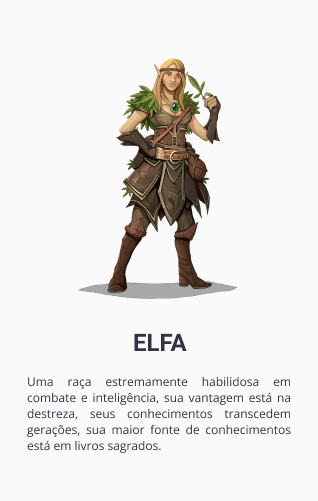 ELFA
Uma raça estremamente habilidosa em
combate e inteligência, sua vantagem está na
destreza, seus conhecimentos transcedem
gerações, sua maior fonte de conhecimentos
está em livros sagrados.